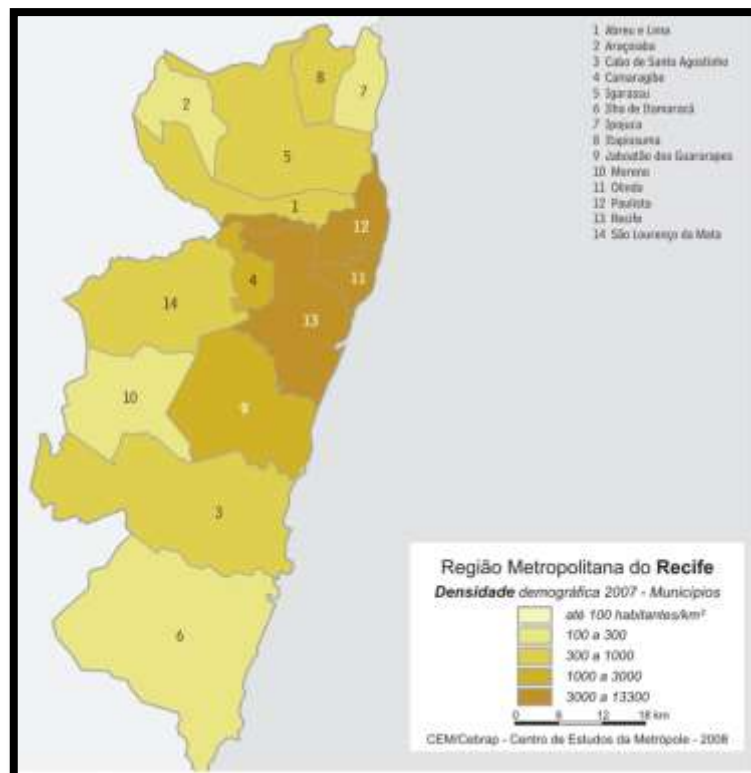 1 Abreu e Lima
2 Araçoiaba
3 Cabo de Santo Agostinho
4 Camaragibe
5 Igarassu
6 Ilha de Itamaracá
7 Ipojuca
8 Itapissuma
9 Jaboatão dos Guararapes
10 Moreno
11 Olinda
12 Paulista
13 Recife
14 São Lourenço da Mata
8
2
7
5
1
12
4
11
14
13
10
9
3
6
Região Metropolitana do Recife
Densidade demográfica 2007 - Municípios
até 100 habitantes/km²
100 a 300
300 a 1000
1000 a 3000
3000 a 13300
0 6 12 18 km
CEM/Cebrap - Centro de Estudos da Metrópole - 2008